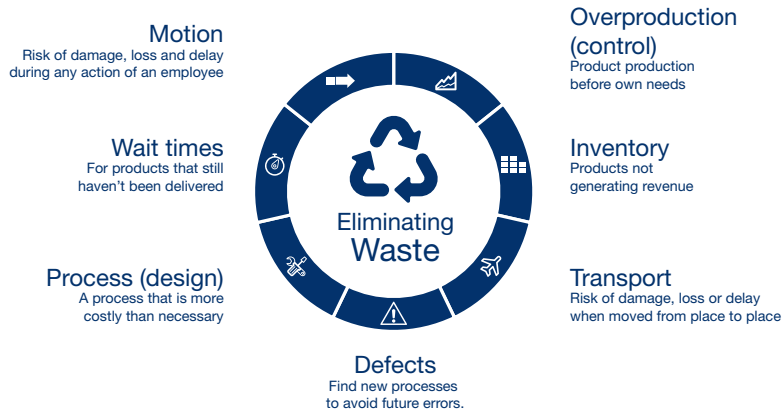 Motion
Risk of damage, loss and delay
during any action of an employee
Overproduction
(control)
Product production
before own needs
Wait times
For products that still
haven't been delivered
Inventory
Products not
generating revenue
Eliminating
Waste
Process (design)
A process that is more
costly than necessary
Transport
Risk of damage, loss or delay
when moved from place to place
Defects
Find new processes
to avoid future errors.